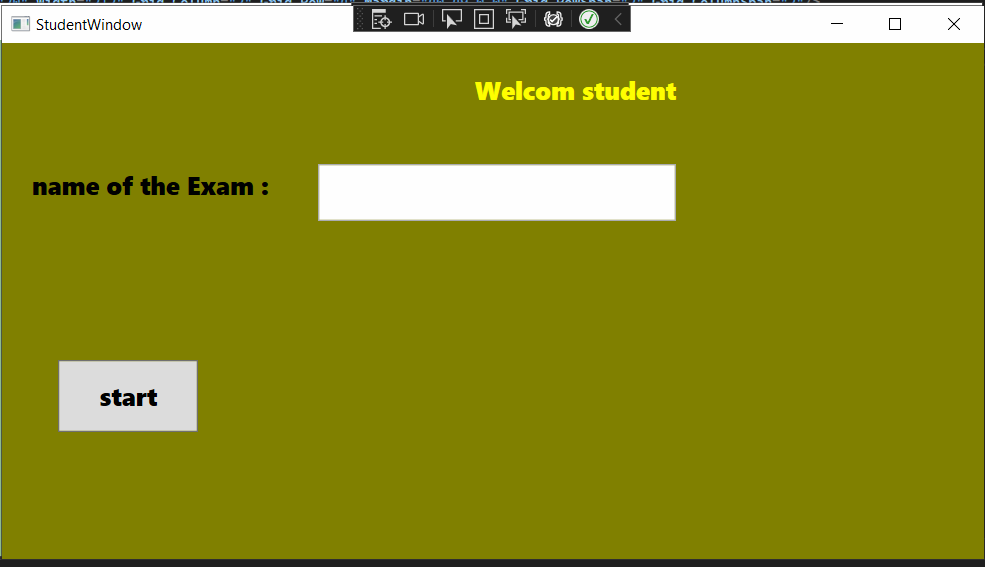 StudentWindow
Welcom student
name of the Exam :
start